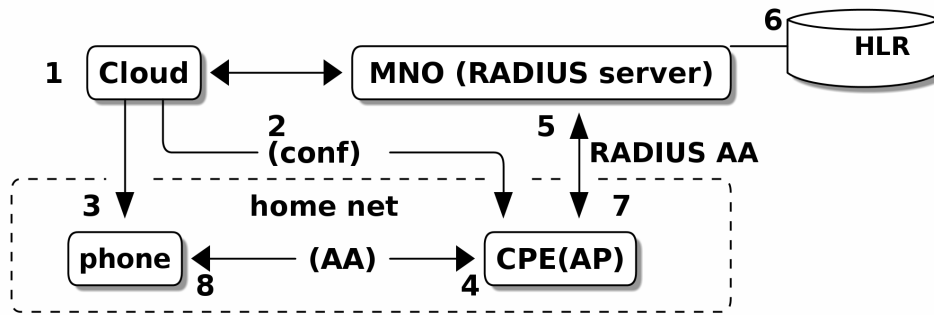 6
HLR
1
Cloud
MNO (RADIUS server)
2
(conf)
5
RADIUS AA
3
home net
7
phone
(AA)
CPE(AP)
8
4